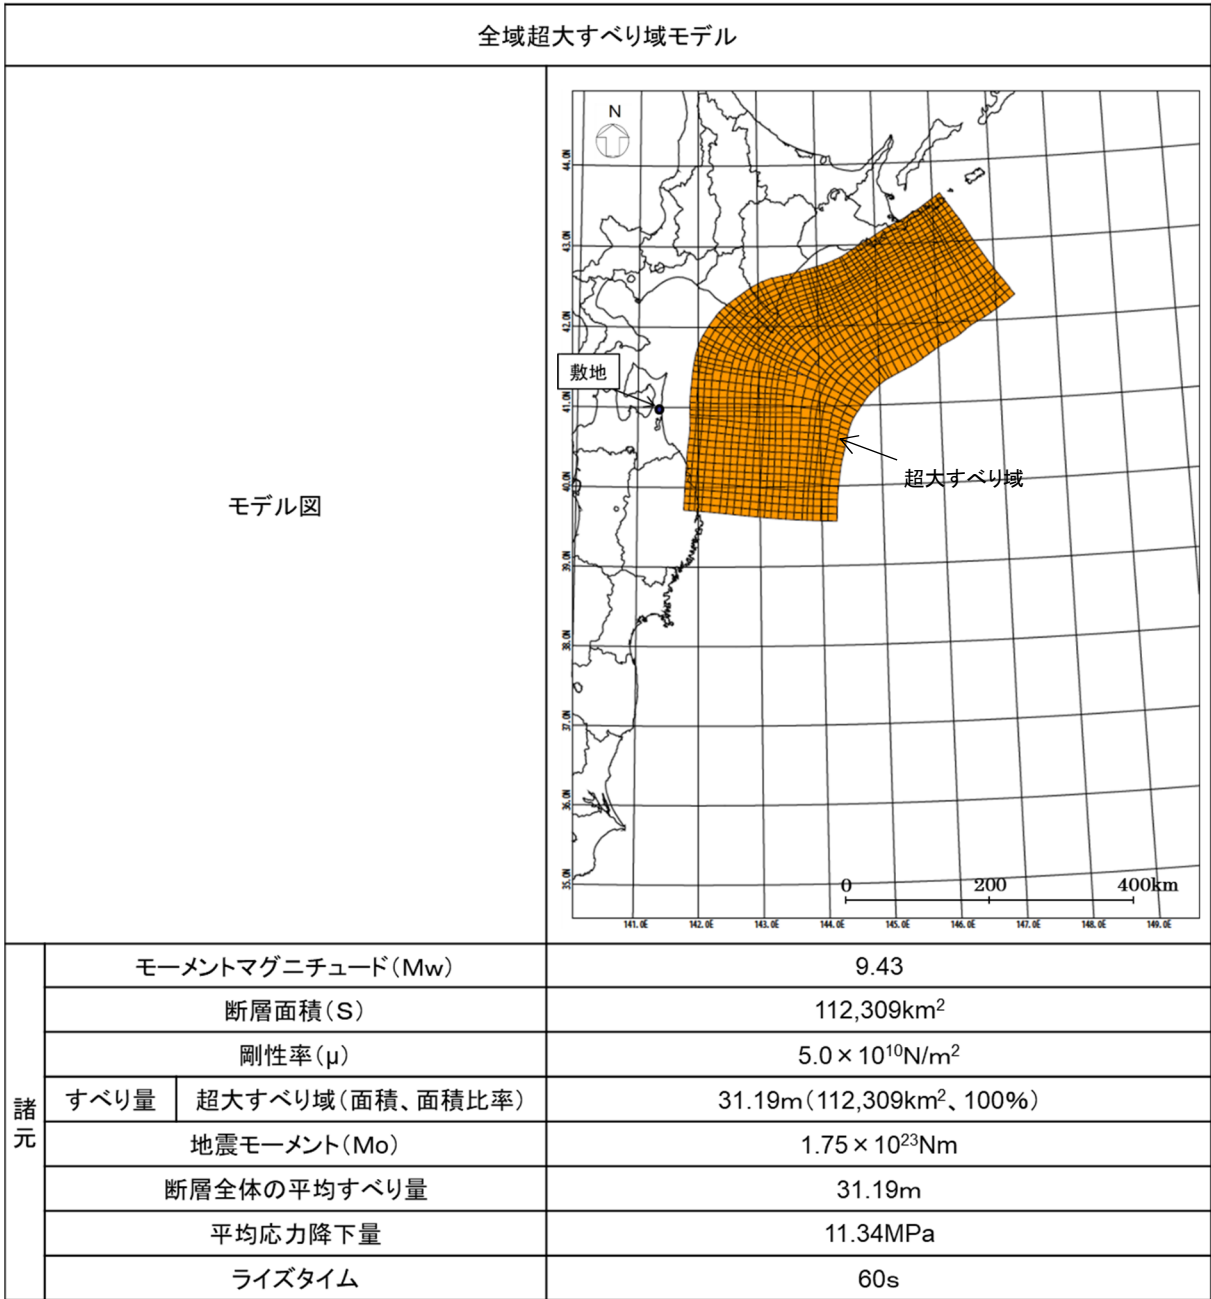 全域超大すべり域モデル
モデル図
N
44.0N
43.0N
42.0N
敷地
41.0N
超大すべり域
40.0N
39.0N
38.0N
37.0N
36.0N
35.0N
0 200 400km
141.0E 142.0E 143.0E 144.0E 145.0E 146.0E 147.0E 148.0E 149.0E
諸元
モーメントマグニチュード(Mw) 9.43
断層面積(S) 112,309km²
剛性率(μ) 5.0×10¹⁰N/m²
すべり量 超大すべり域(面積、面積比率) 31.19m(112,309km²、100%)
地震モーメント(Mo) 1.75×10²³Nm
断層全体の平均すべり量 31.19m
平均応力降下量 11.34MPa
ライズタイム 60s